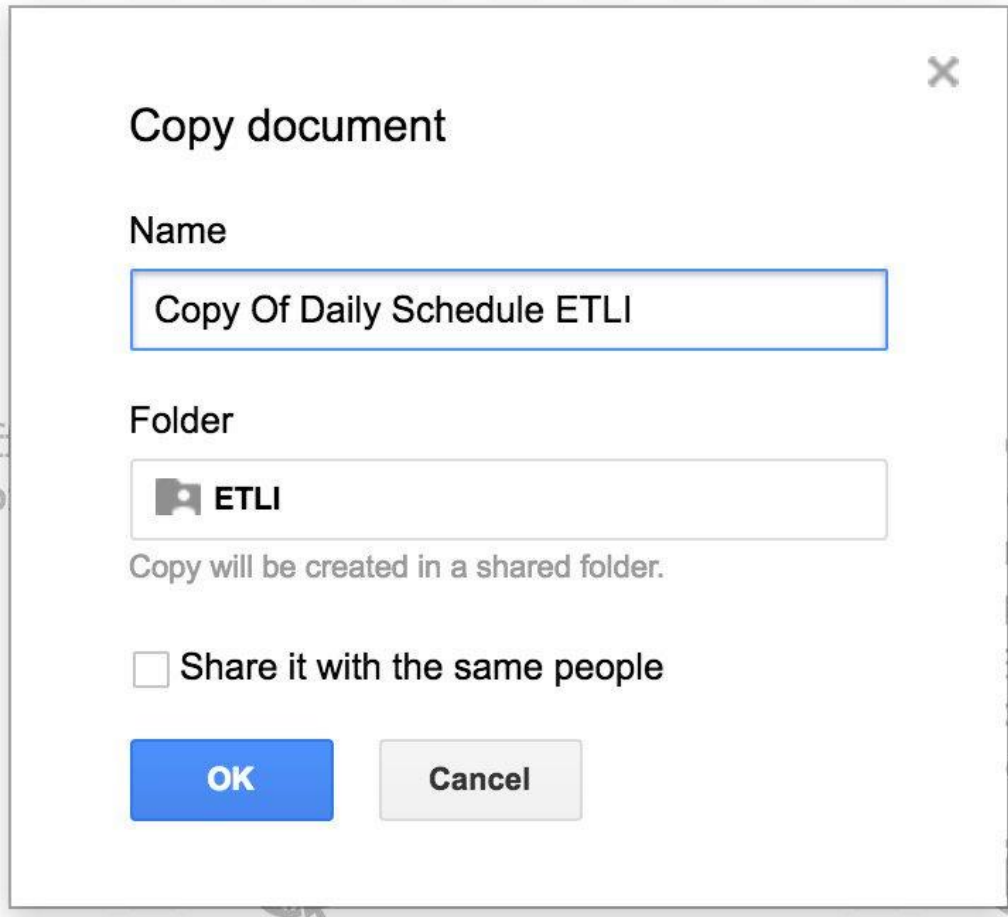 Copy document
Name
Copy Of Daily Schedule ETLI
Folder
ETLI
Copy will be created in a shared folder.
Share it with the same people
OK
Cancel